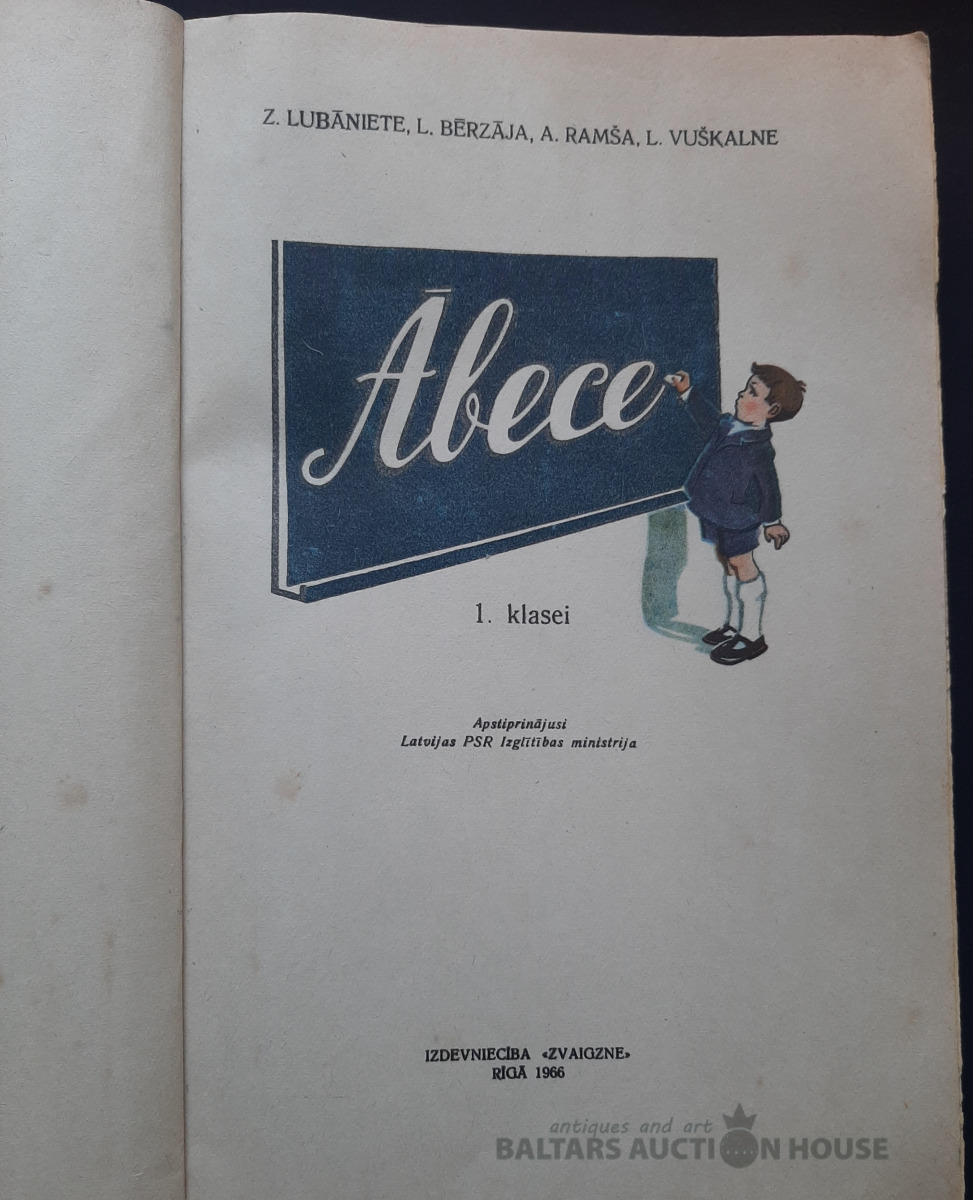 Z. LUBĀNIETE, L. BĒRZĀJA, A. RAMŠA, L. VUŠĶALNE
Ābece
1. klasei
Apstiprinājusi
Latvijas PSR Izglītības ministrija
IZDEVNIECĪBA «ZVAIGZNE»
RĪGĀ 1966
antiques and art
BALTARS AUCTION HOUSE